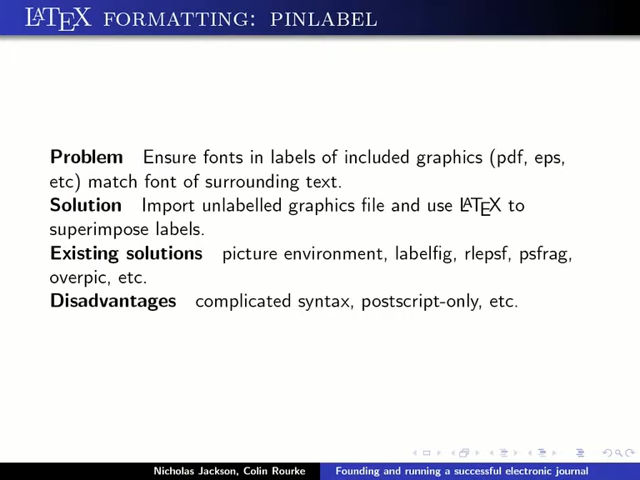 LATEX FORMATTING: PINLABEL
Problem Ensure fonts in labels of included graphics (pdf, eps,
etc) match font of surrounding text.
Solution Import unlabelled graphics file and use LATEX to
superimpose labels.
Existing solutions picture environment, labelfig, rlepsf, psfrag,
overpic, etc.
Disadvantages complicated syntax, postscript-only, etc.
Nicholas Jackson, Colin Rourke Founding and running a successful electronic journal